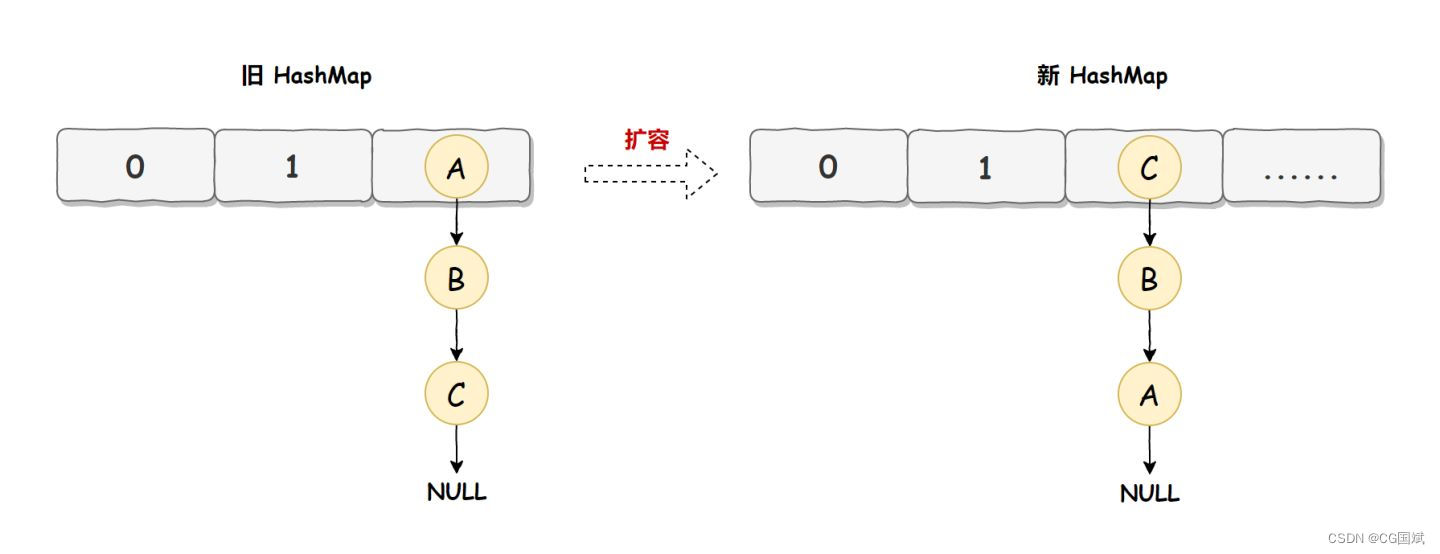 旧 HashMap
新 HashMap
扩容
0 1 A
0 1 C ......
B
B
C
A
NULL
NULL
CSDN @CG国斌